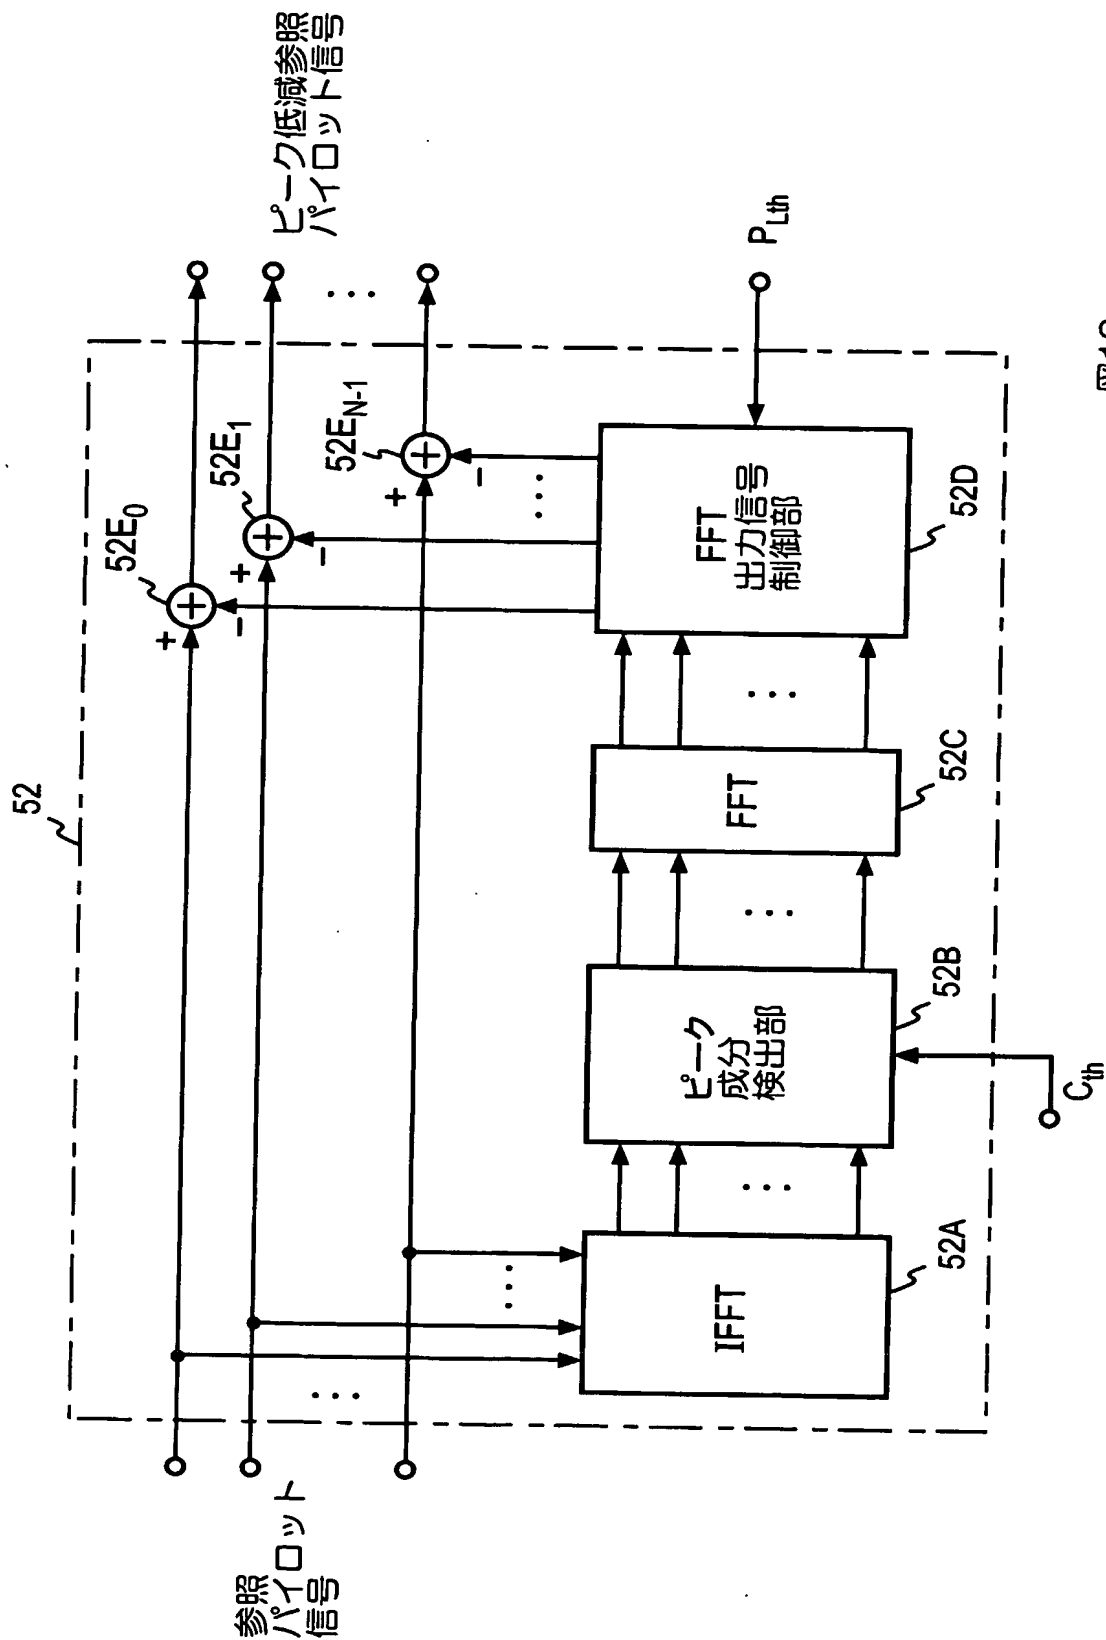 52
参照
パイロット
信号
ピーク低減参照
パイロット信号
52E0
52E1
52EN-1
+
-
+
-
+
-
IFFT
52A
ピーク
成分
検出部
52B
Cth
FFT
52C
FFT
出力信号
制御部
52D
PLth